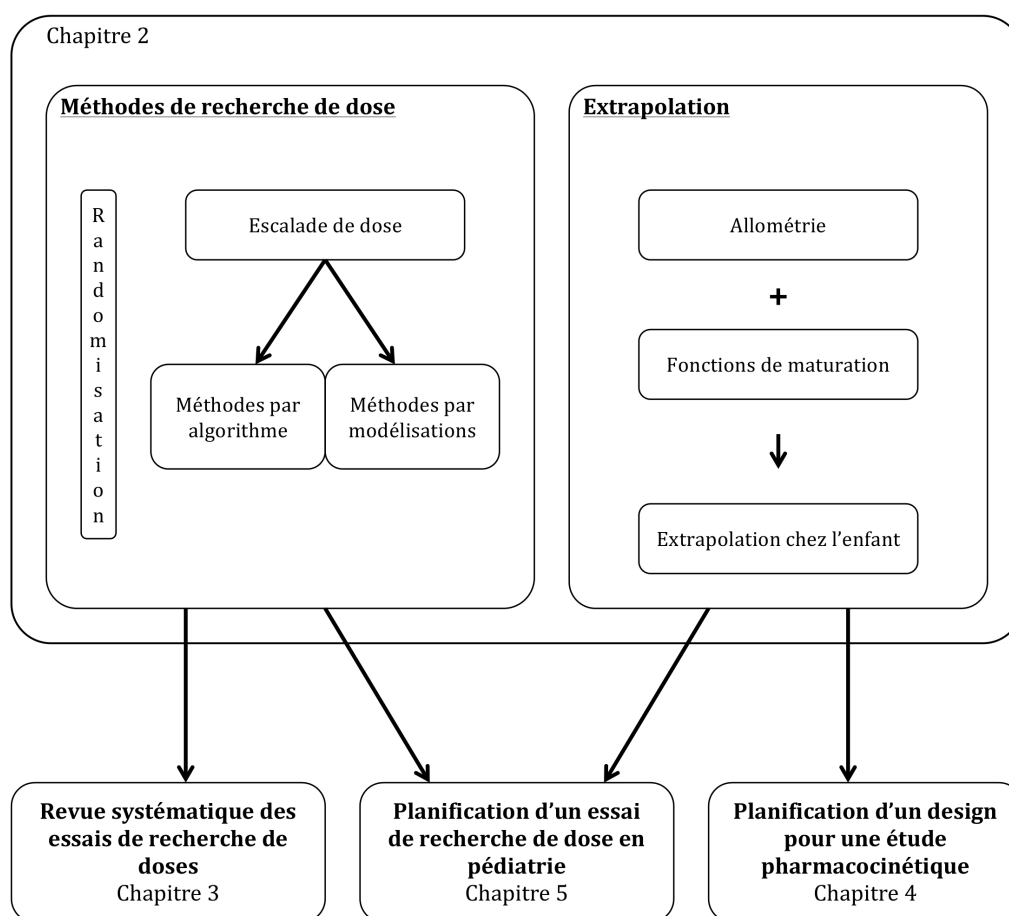 Chapitre 2
Méthodes de recherche de dose
Randomisation
Escalade de dose
Méthodes par
algorithme
Méthodes par
modélisations
Extrapolation
Allométrie
+
Fonctions de maturation
Extrapolation chez l’enfant
Revue systématique des
essais de recherche de
doses
Chapitre 3
Planification d’un essai
de recherche de dose en
pédiatrie
Chapitre 5
Planification d’un design
pour une étude
pharmacocinétique
Chapitre 4